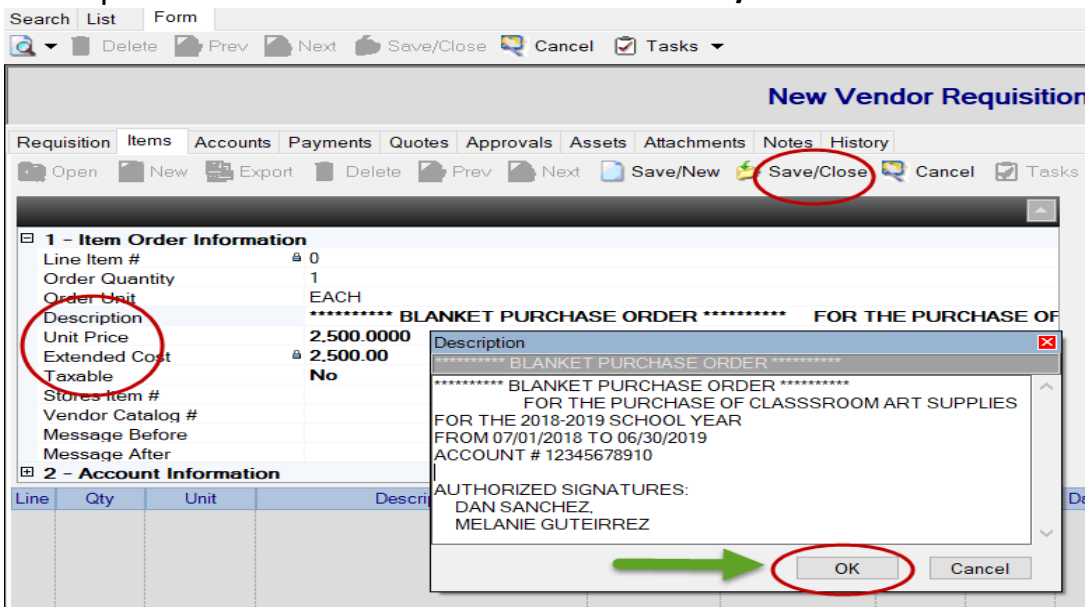 Search List Form
Delete Prev Next Save/Close Cancel Tasks
New Vendor Requisition
Requisition Items Accounts Payments Quotes Approvals Assets Attachments Notes History
Open New Export Delete Prev Next Save/New Save/Close Cancel Tasks
1 - Item Order Information
Line Item # 0
Order Quantity 1
Order Unit EACH
Description ********** BLANKET PURCHASE ORDER ********** FOR THE PURCHASE OF
Unit Price 2,500.0000
Extended Cost 2,500.00
Taxable No
Stores Item #
Vendor Catalog #
Message Before
Message After
2 - Account Information
Line Qty Unit Descri
Description
********** BLANKET PURCHASE ORDER **********
********** BLANKET PURCHASE ORDER **********
FOR THE PURCHASE OF CLASSSROOM ART SUPPLIES
FOR THE 2018-2019 SCHOOL YEAR
FROM 07/01/2018 TO 06/30/2019
ACCOUNT # 12345678910
AUTHORIZED SIGNATURES:
DAN SANCHEZ,
MELANIE GUTEIRREZ
OK Cancel